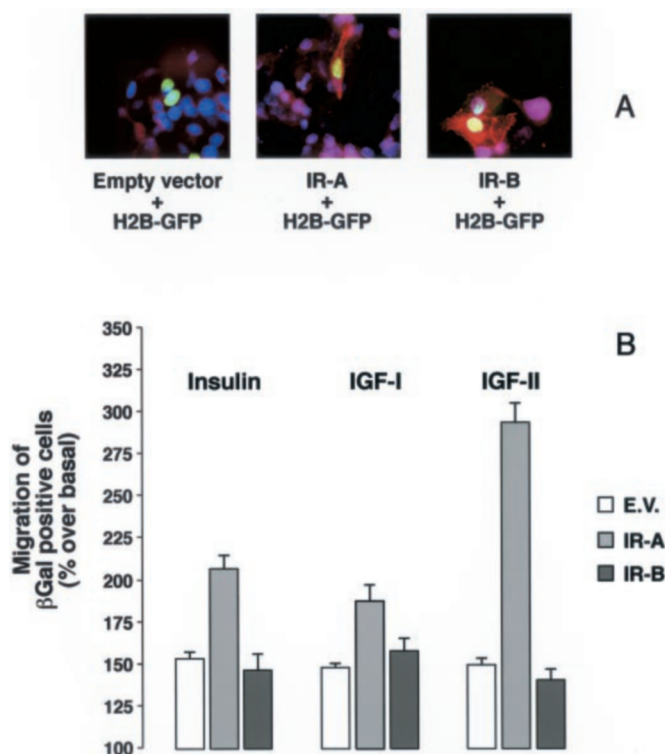 A
Empty vector
+
H2B-GFP
IR-A
+
H2B-GFP
IR-B
+
H2B-GFP
B
Migration of
βGal positive cells
(% over basal)
350
325
300
275
250
225
200
175
150
125
100
Insulin
IGF-I
IGF-II
E.V.
IR-A
IR-B